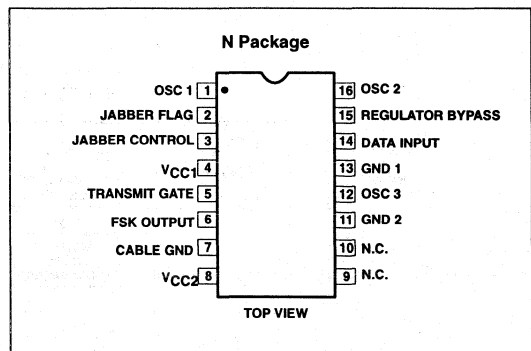 N Package
OSC 1 1 16 OSC 2
JABBER FLAG 2 15 REGULATOR BYPASS
JABBER CONTROL 3 14 DATA INPUT
VCC1 4 13 GND 1
TRANSMIT GATE 5 12 OSC 3
FSK OUTPUT 6 11 GND 2
CABLE GND 7 10 N.C.
VCC2 8 9 N.C.
TOP VIEW